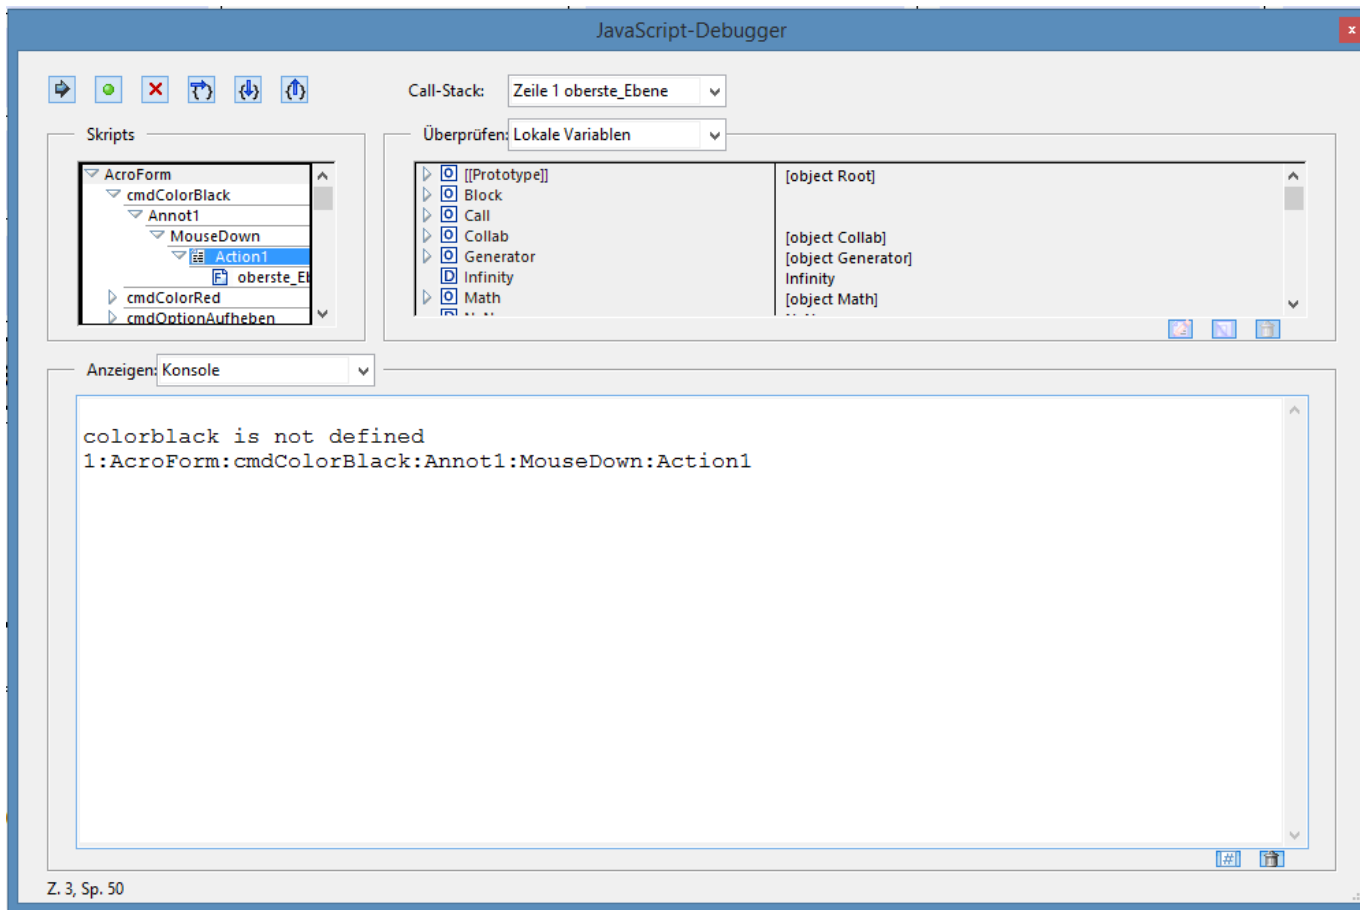 JavaScript-Debugger
x
Call-Stack: Zeile 1 oberste_Ebene
Skripts
Überprüfen: Lokale Variablen
AcroForm
cmdColorBlack
Annot1
MouseDown
Action1
oberste_Eb
cmdColorRed
cmdOptionAufheben
[[Prototype]] [object Root]
Block
Call
Collab [object Collab]
Generator [object Generator]
Infinity Infinity
Math [object Math]
Anzeigen: Konsole
colorblack is not defined
1:AcroForm:cmdColorBlack:Annot1:MouseDown:Action1
Z. 3, Sp. 50